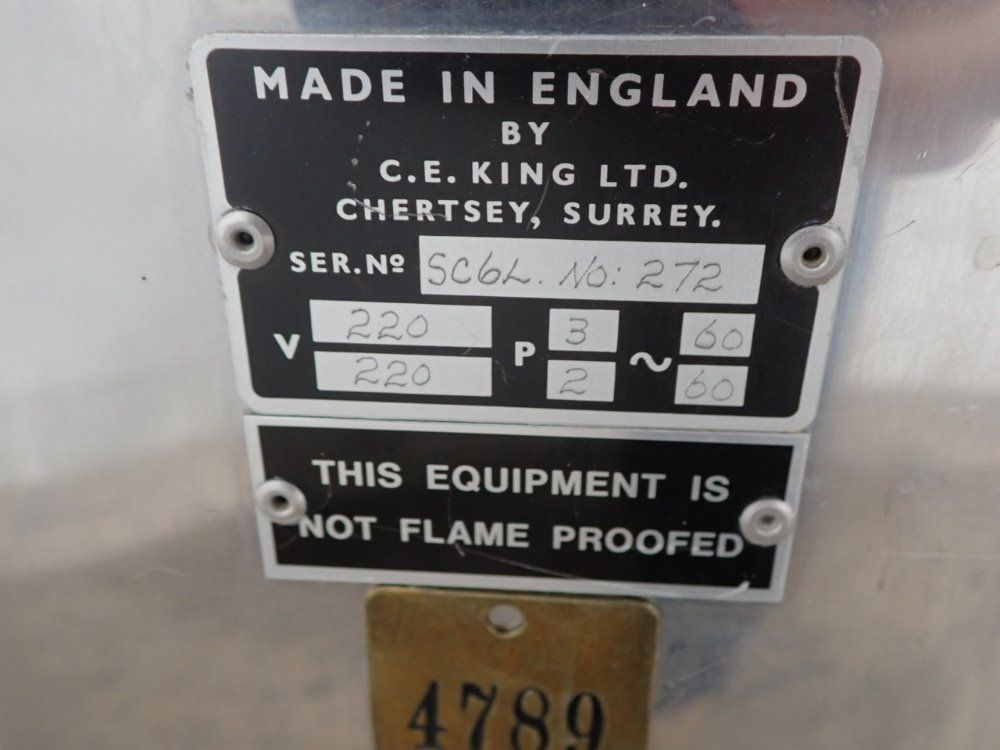 MADE IN ENGLAND
BY
C.E. KING LTD.
CHERTSEY, SURREY.
SER.Nº SC6L. No: 272
V 220 P 3 ~ 60
220 2 60
THIS EQUIPMENT IS
NOT FLAME PROOFED
4789